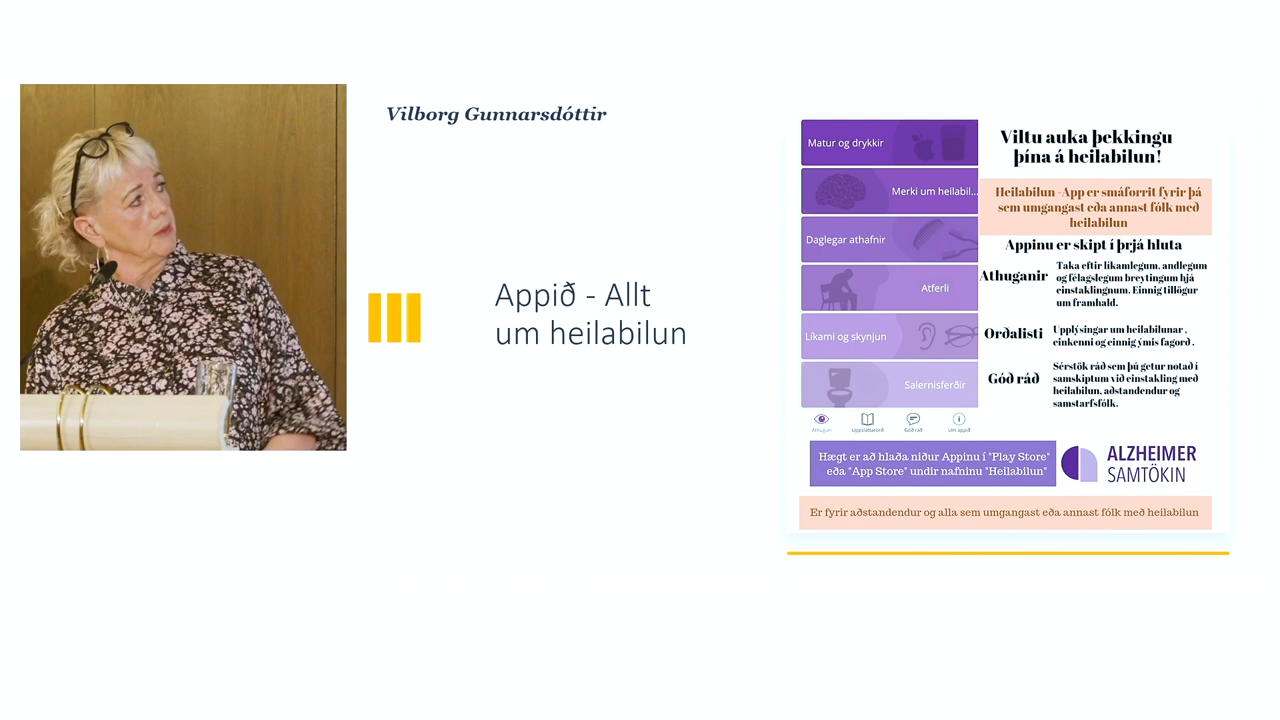 Vilborg Gunnarsdóttir
Appið - Allt
um heilabilun
Matur og drykkir
Merki um heilabil...
Daglegar athafnir
Atferli
Líkami og skynjun
Salernisferðir
Athugan
Uppsláttarorð
Góð ráð
Um appið
Viltu auka þekkingu
þína á heilabilun!
Heilabilun -App er smáforrit fyrir þá
sem umgangast eða annast fólk með
heilabilun
Appinu er skipt í þrjá hluta
Athuganir
Taka eftir líkamlegum, andlegum
og félagslegum breytingum hjá
einstaklingnum. Einnig tillögur
um framhald.
Orðalisti
Upplýsingar um heilabilunar ,
einkenni og einnig ýmis fagorð .
Góð ráð
Sérstök ráð sem þú getur notað í
samskiptum við einstakling með
heilabilun, aðstandendur og
samstarfsfólk.
Hægt er að hlaða niður Appinu í "Play Store"
eða "App Store" undir nafninu "Heilabilun"
ALZHEIMER
SAMTÖKIN
Er fyrir aðstandendur og alla sem umgangast eða annast fólk með heilabilun